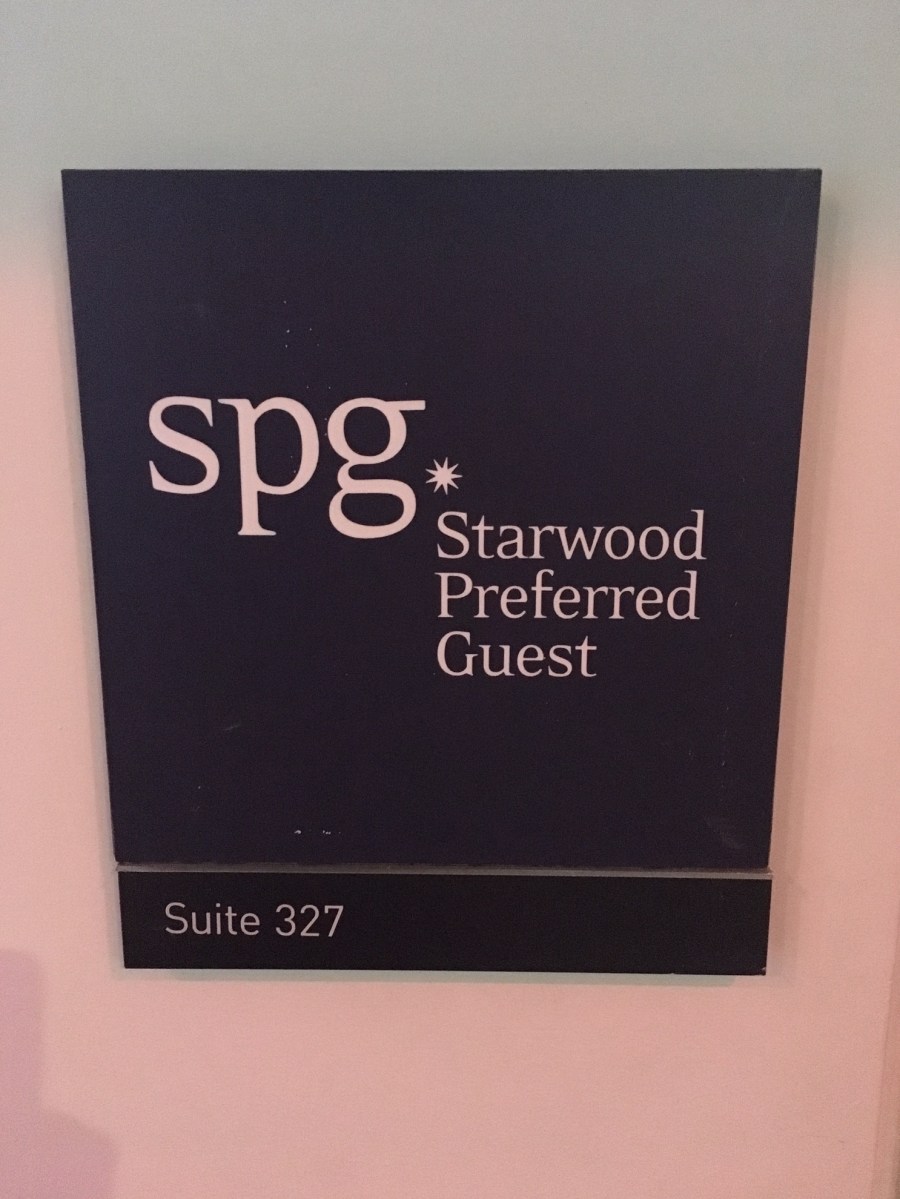 spg*
Starwood
Preferred
Guest
Suite 327